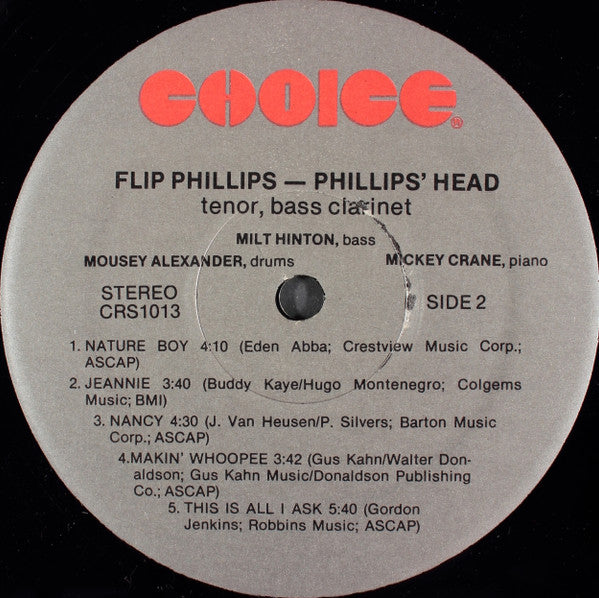 CHOICE®
FLIP PHILLIPS — PHILLIPS' HEAD
tenor, bass clarinet
MILT HINTON, bass
MOUSEY ALEXANDER, drums MICKEY CRANE, piano
STEREO
CRS1013
SIDE 2
1. NATURE BOY 4:10 (Eden Abba; Crestview Music Corp.;
ASCAP)
2. JEANNIE 3:40 (Buddy Kaye/Hugo Montenegro; Colgems
Music; BMI)
3. NANCY 4:30 (J. Van Heusen/P. Silvers; Barton Music
Corp.; ASCAP)
4.MAKIN' WHOOPEE 3:42 (Gus Kahn/Walter Don-
aldson; Gus Kahn Music/Donaldson Publishing
Co.; ASCAP)
5. THIS IS ALL I ASK 5:40 (Gordon
Jenkins; Robbins Music; ASCAP)